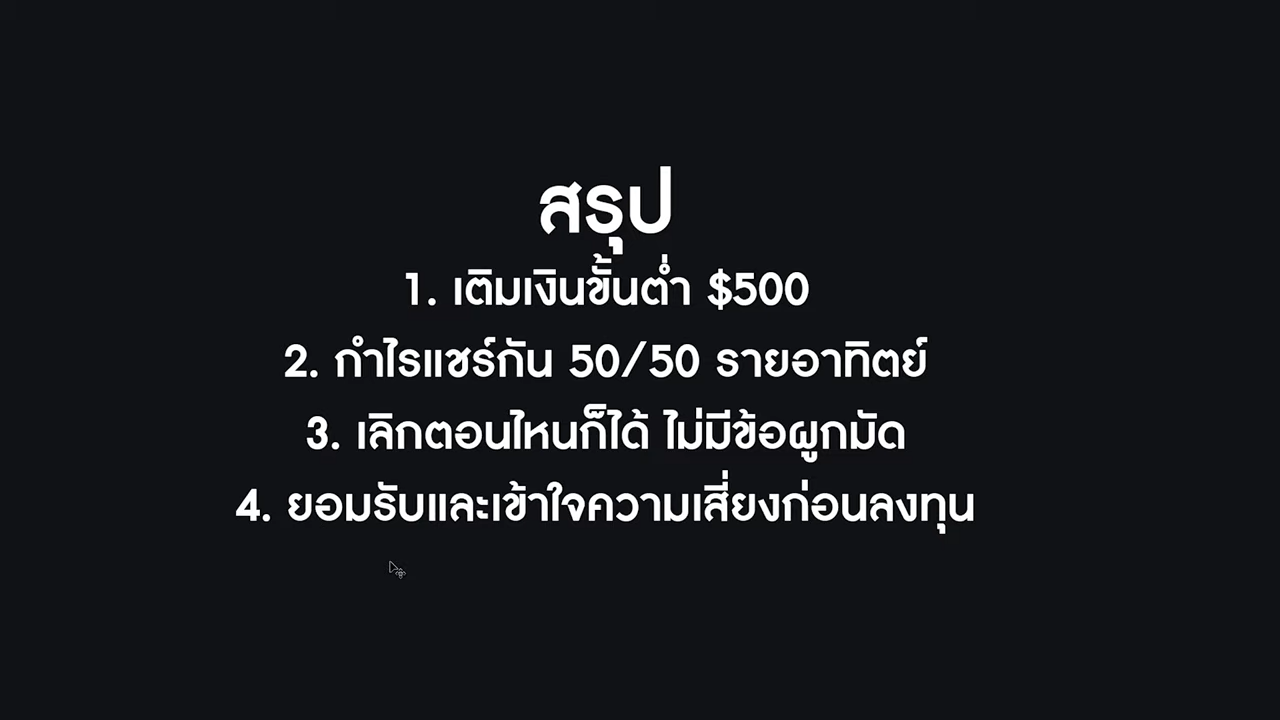 สรุป
1. เติมเงินขั้นต่ำ $500
2. กำไรแชร์กัน 50/50 รายอาทิตย์
3. เลิกตอนไหนก็ได้ ไม่มีข้อผูกมัด
4. ยอมรับและเข้าใจความเสี่ยงก่อนลงทุน